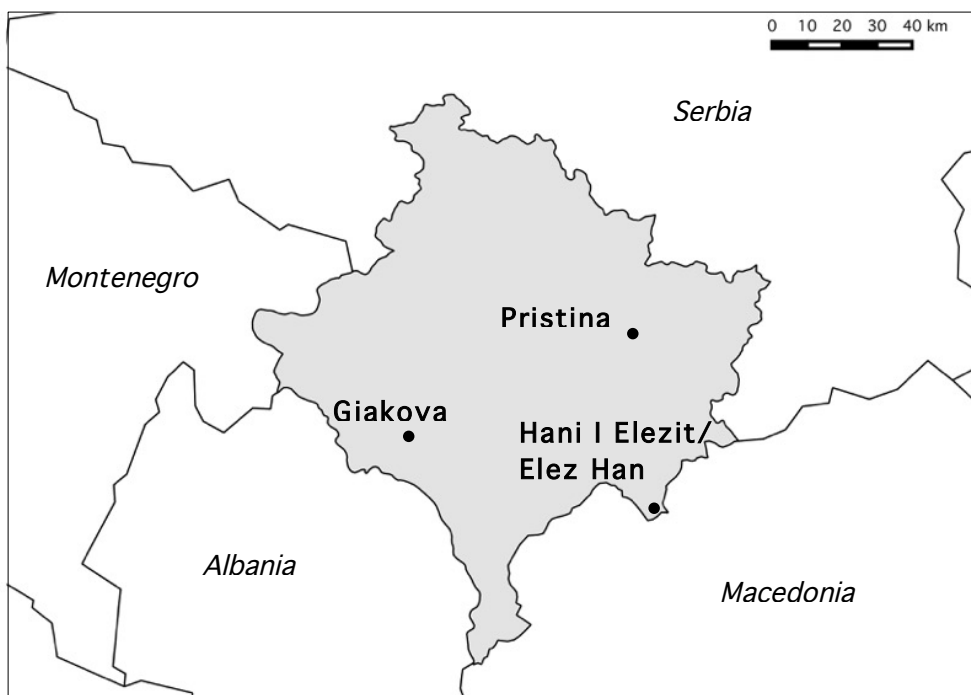 0 10 20 30 40 km
Serbia
Montenegro
Pristina
Giakova
Hani I Elezit/
Elez Han
Albania
Macedonia